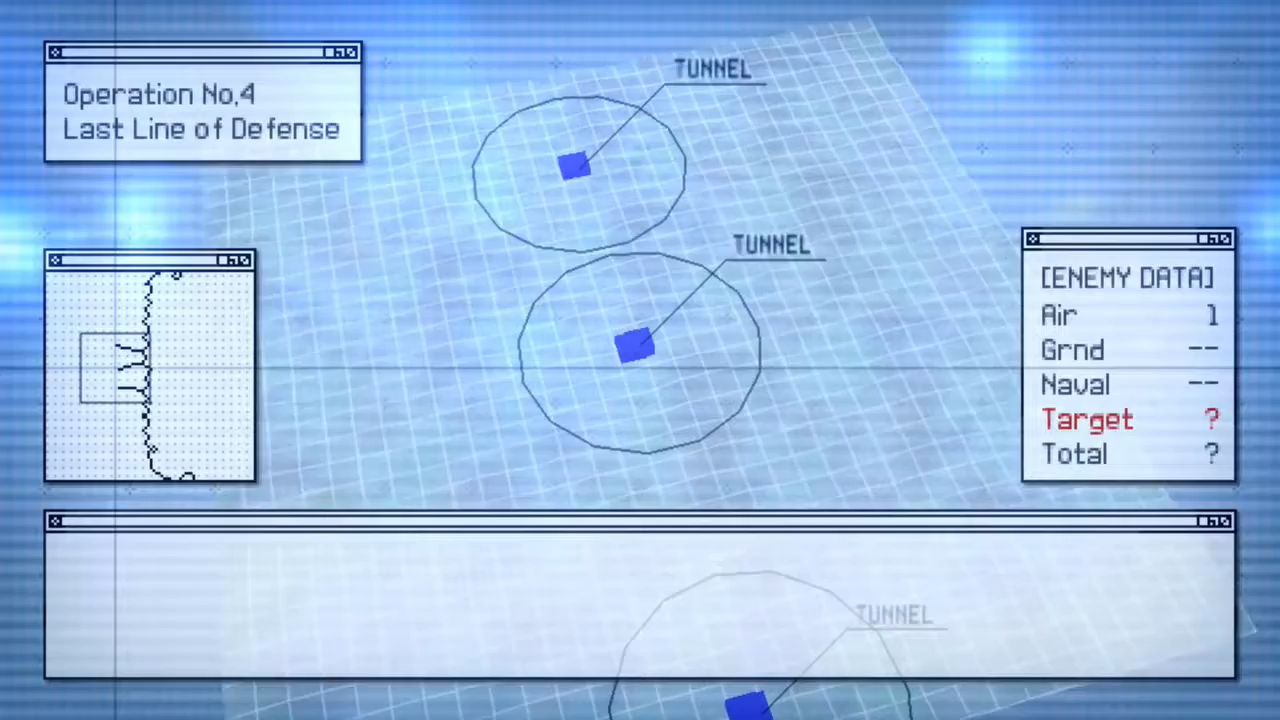 Operation No.4
Last Line of Defense
TUNNEL
TUNNEL
[ENEMY DATA]
Air 1
Grnd --
Naval --
Target ?
Total ?
TUNNEL